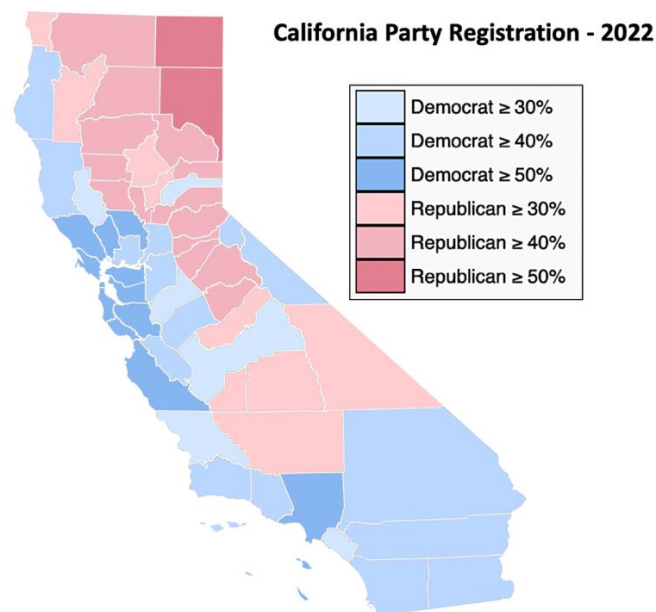 California Party Registration - 2022
Democrat ≥ 30%
Democrat ≥ 40%
Democrat ≥ 50%
Republican ≥ 30%
Republican ≥ 40%
Republican ≥ 50%